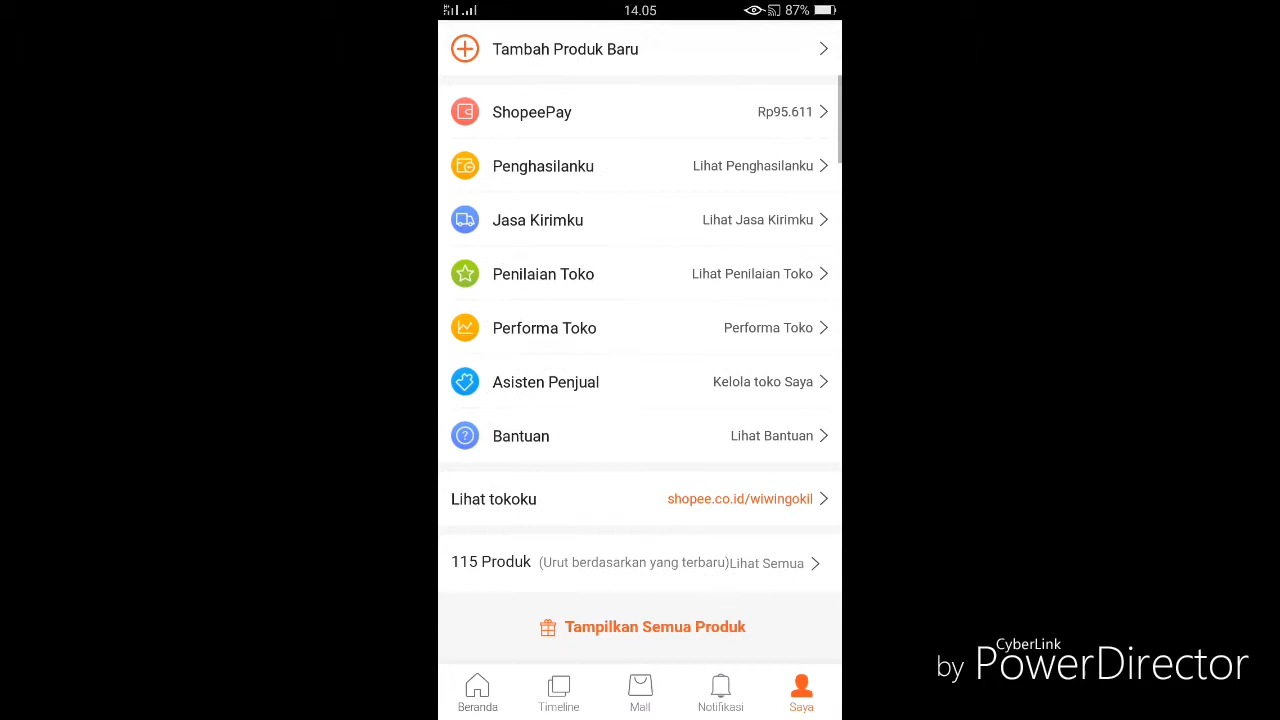 14.05
87%
Tambah Produk Baru
ShopeePay Rp95.611
Penghasilanku Lihat Penghasilanku
Jasa Kirimku Lihat Jasa Kirimku
Penilaian Toko Lihat Penilaian Toko
Performa Toko Performa Toko
Asisten Penjual Kelola toko Saya
Bantuan Lihat Bantuan
Lihat tokoku shopee.co.id/wiwingokil
115 Produk (Urut berdasarkan yang terbaru)Lihat Semua
Tampilkan Semua Produk
Beranda Timeline Mall Notifikasi Saya
CyberLink
by PowerDirector